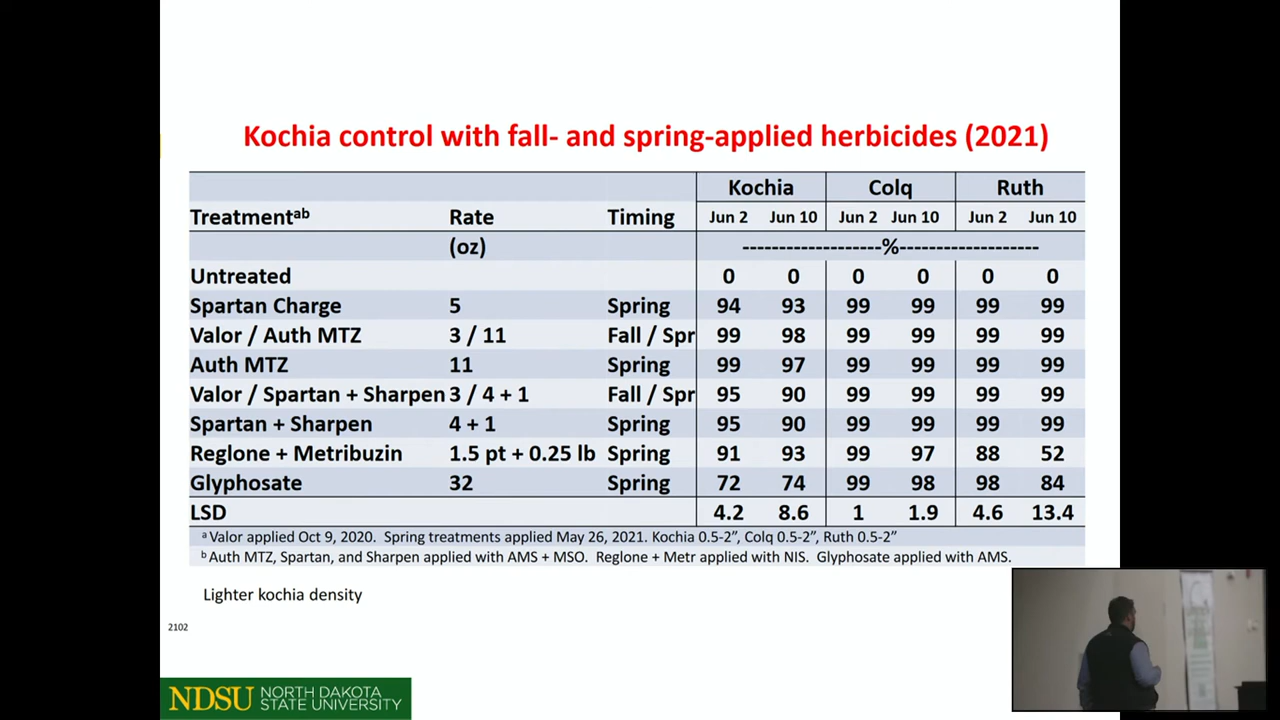 Kochia control with fall- and spring-applied herbicides (2021)
Kochia Colq Ruth
Treatmentᵃᵇ Rate Timing Jun 2 Jun 10 Jun 2 Jun 10 Jun 2 Jun 10
(oz) -------------------%-------------------
Untreated 0 0 0 0 0 0
Spartan Charge 5 Spring 94 93 99 99 99 99
Valor / Auth MTZ 3 / 11 Fall / Spr 99 98 99 99 99 99
Auth MTZ 11 Spring 99 97 99 99 99 99
Valor / Spartan + Sharpen 3 / 4 + 1 Fall / Spr 95 90 99 99 99 99
Spartan + Sharpen 4 + 1 Spring 95 90 99 99 99 99
Reglone + Metribuzin 1.5 pt + 0.25 lb Spring 91 93 99 97 88 52
Glyphosate 32 Spring 72 74 99 98 98 84
LSD 4.2 8.6 1 1.9 4.6 13.4
ᵃ Valor applied Oct 9, 2020. Spring treatments applied May 26, 2021. Kochia 0.5-2”, Colq 0.5-2”, Ruth 0.5-2”
ᵇ Auth MTZ, Spartan, and Sharpen applied with AMS + MSO. Reglone + Metr applied with NIS. Glyphosate applied with AMS.
Lighter kochia density
2102
NDSU NORTH DAKOTA
STATE UNIVERSITY